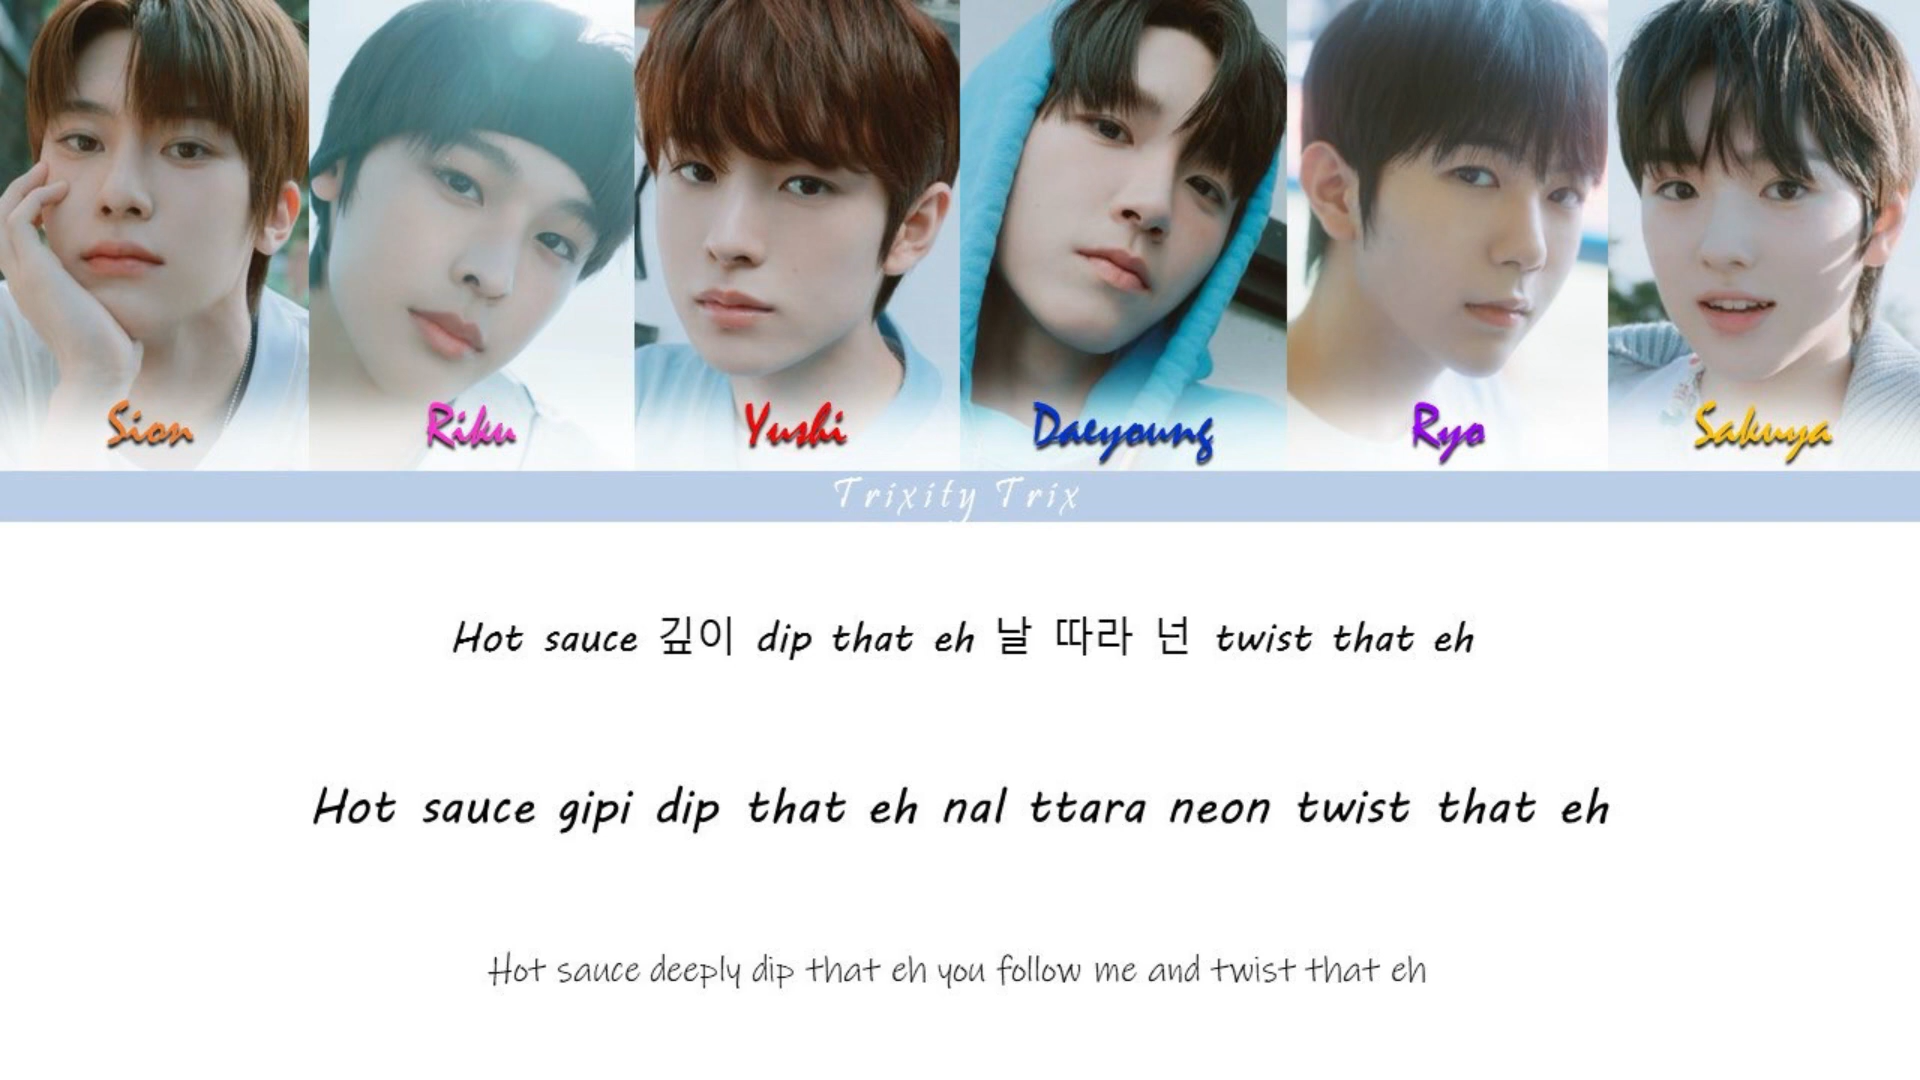 Sion Riku Yushi Daeyoung Ryo Sakuya
Trixity Trix
Hot sauce 깊이 dip that eh 날 따라 넌 twist that eh
Hot sauce gipi dip that eh nal ttara neon twist that eh
Hot sauce deeply dip that eh you follow me and twist that eh